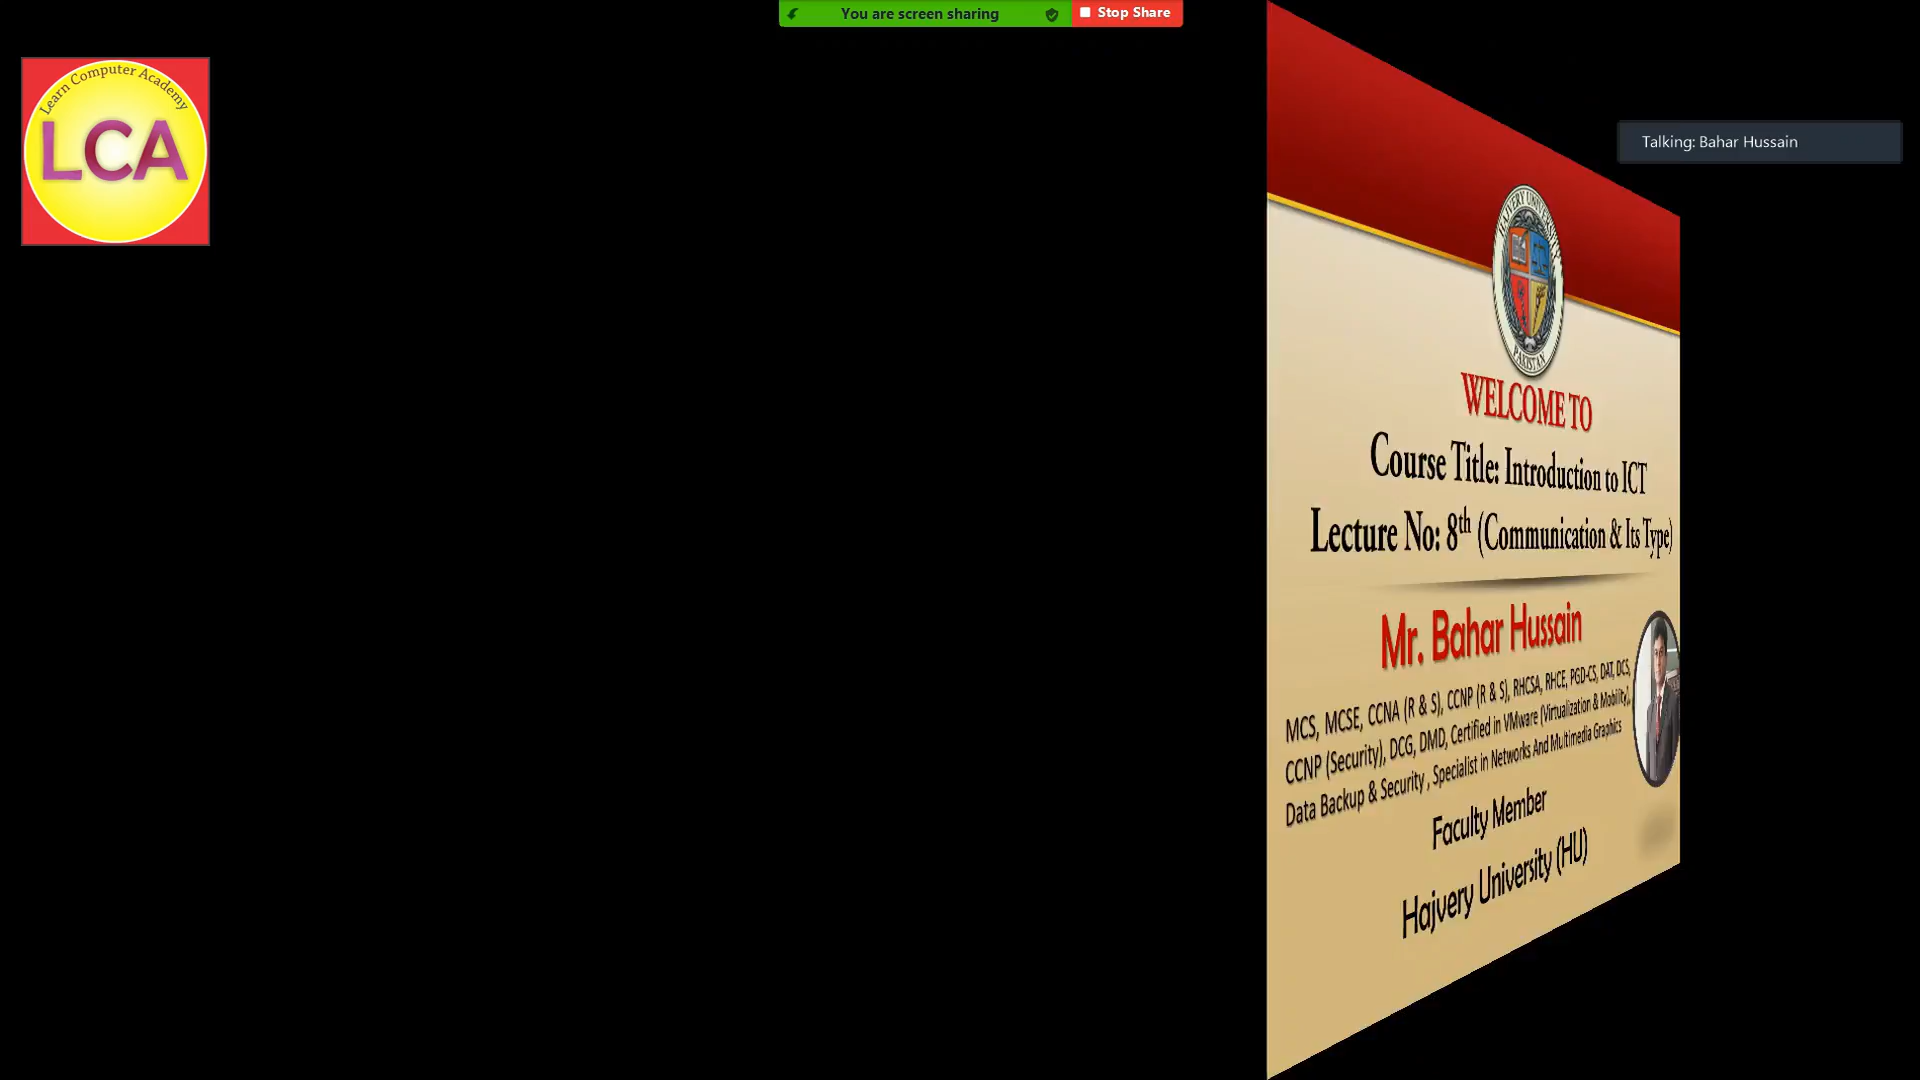 You are screen sharing
Stop Share
Learn Computer Academy
LCA
Talking: Bahar Hussain
HAJVERY UNIVERSITY
PAKISTAN
WELCOME TO
Course Title: Introduction to ICT
Lecture No: 8th (Communication & Its Type)
Mr. Bahar Hussain
MCS, MCSE, CCNA (R & S), CCNP (R & S), RHCSA, RHCE, PGD-CS, DAT, DCS,
CCNP (Security), DCG, DMD, Certified in VMware (Virtualization & Mobility),
Data Backup & Security , Specialist in Networks And Multimedia Graphics
Faculty Member
Hajvery University (HU)